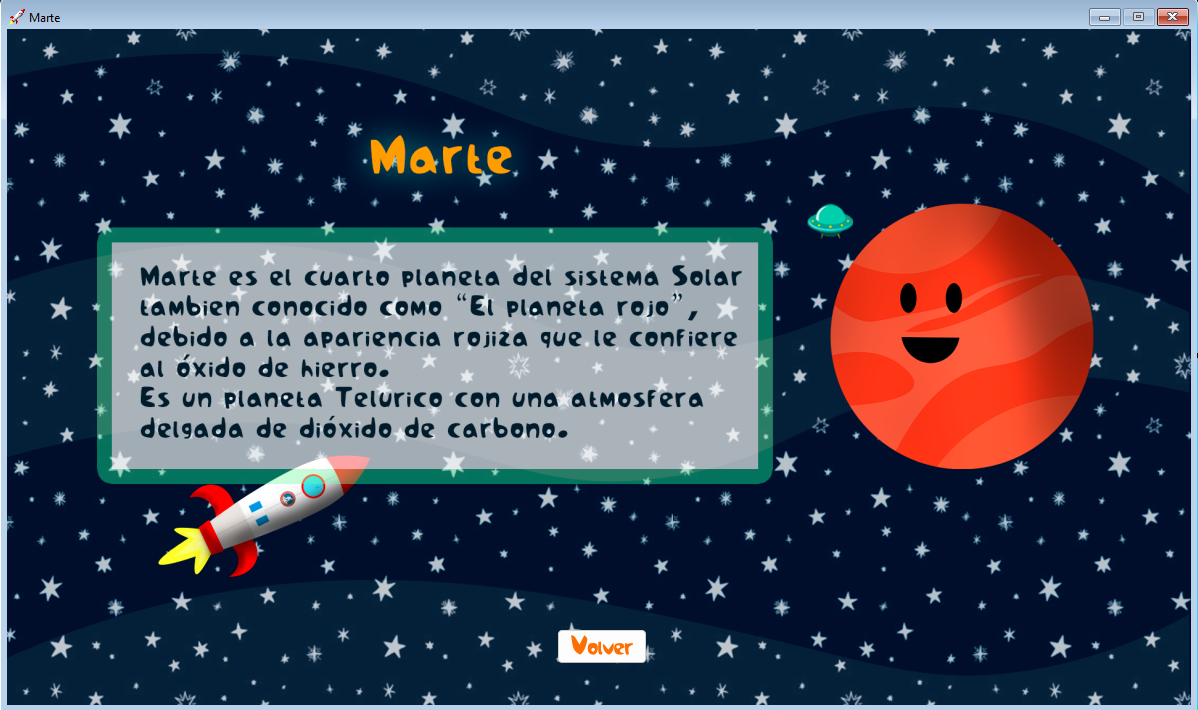 Marte
Marte
Marte es el cuarto planeta del sistema Solar
tambien conocido como “El planeta rojo”,
debido a la apariencia rojiza que le confiere
al óxido de hierro.
Es un planeta Telurico con una atmosfera
delgada de dióxido de carbono.
Volver